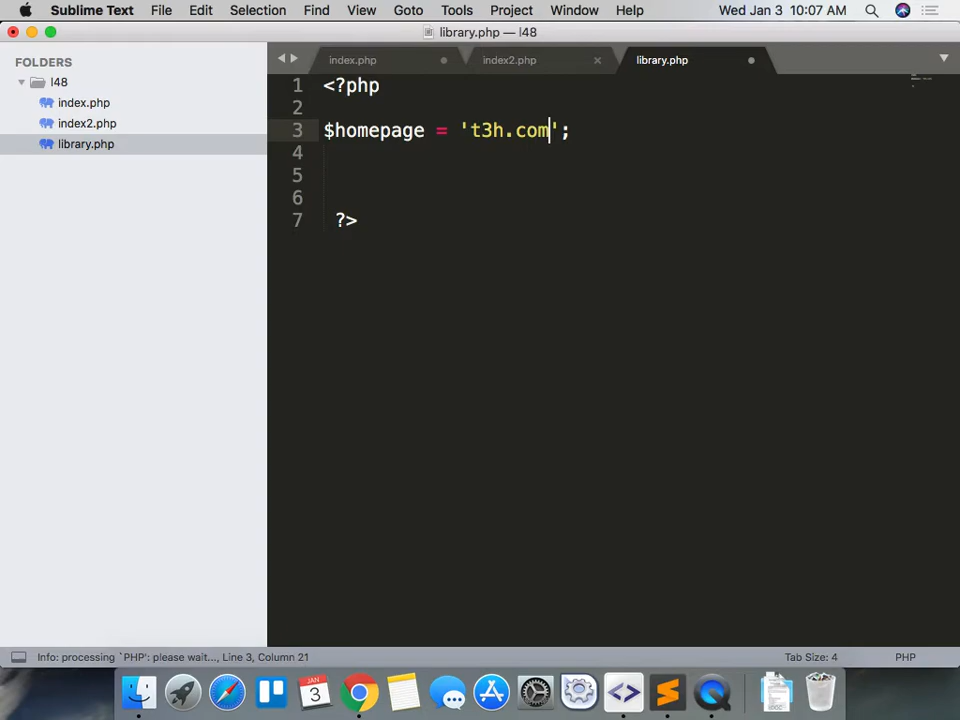 Sublime Text File Edit Selection Find View Goto Tools Project Window Help Wed Jan 3 10:07 AM
library.php — l48
FOLDERS
l48
index.php
index2.php
library.php
index.php index2.php library.php
1 <?php
2
3 $homepage = 't3h.com';
4
5
6
7 ?>
Info: processing `PHP': please wait..., Line 3, Column 21 Tab Size: 4 PHP
JAN
3